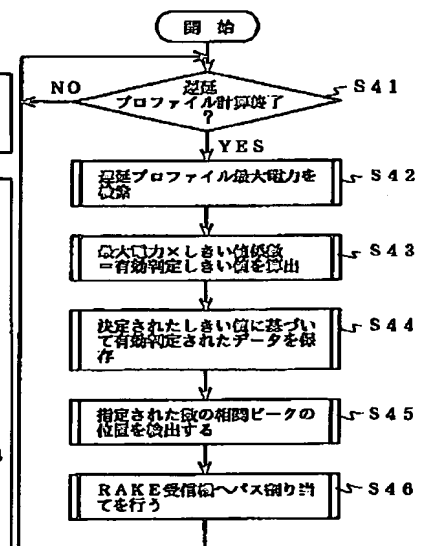 開 始
遅延
プロファイル計算終了
?
S41
NO
YES
遅延プロファイル最大電力を
検索
S42
最大電力×しきい値係数
=有効判定しきい値を算出
S43
決定されたしきい値に基づい
て有効判定されたデータを保
存
S44
指定された数の相関ピークの
位置を検出する
S45
RAKE受信機へパス割り当
てを行う
S46